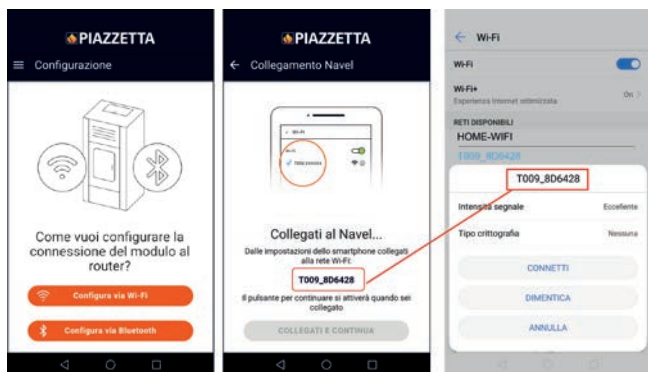 PIAZZETTA
Configurazione
Come vuoi configurare la
connessione del modulo al
router?
Configura via Wi-Fi
Configura via Bluetooth
PIAZZETTA
Collegamento Navel
Wi-Fi
Collegati al Navel...
Dalle impostazioni dello smartphone collegati
alla rete Wi-Fi:
T009_8D6428
Il pulsante per continuare si attiverà quando sei
collegato
COLLEGATI E CONTINUA
Wi-Fi
Wi-Fi
Wi-Fi+
Esperienza Internet ottimizzata
On
RETI DISPONIBILI
HOME-WIFI
T009_8D6428
T009_8D6428
Intensità segnale Eccellente
Tipo crittografia Nessuna
CONNETTI
DIMENTICA
ANNULLA